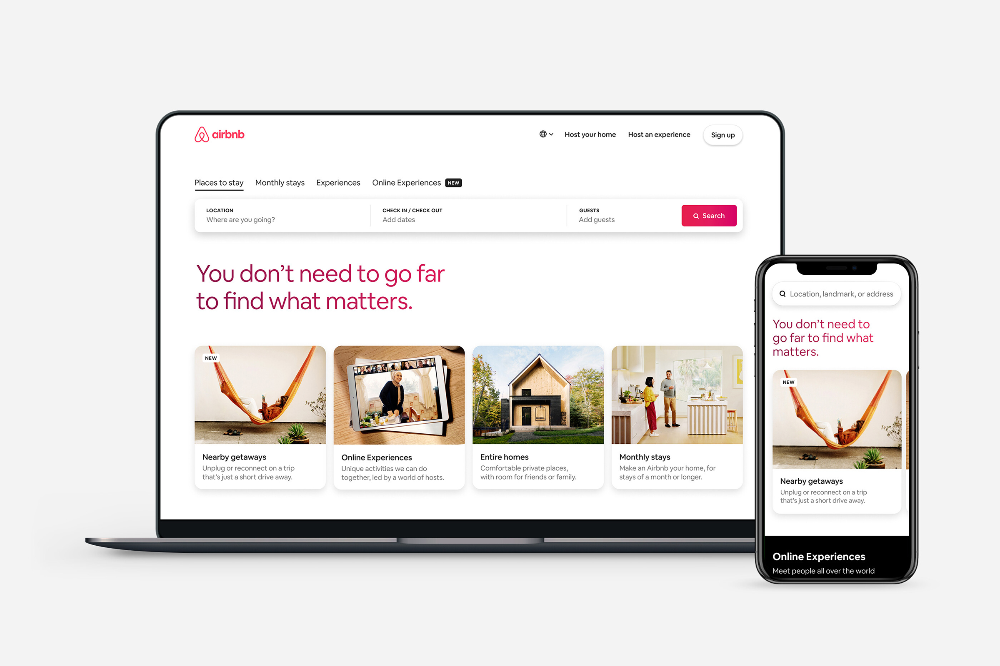 airbnb
Host your home
Host an experience
Sign up
Places to stay
Monthly stays
Experiences
Online Experiences
NEW
LOCATION
Where are you going?
CHECK IN / CHECK OUT
Add dates
GUESTS
Add guests
Search
You don’t need to go far
to find what matters.
NEW
Nearby getaways
Unplug or reconnect on a trip
that’s just a short drive away.
Online Experiences
Unique activities we can do
together, led by a world of hosts.
Entire homes
Comfortable private places,
with room for friends or family.
Monthly stays
Make an Airbnb your home, for
stays of a month or longer.
Location, landmark, or address
You don’t need to
go far to find what
matters.
NEW
Nearby getaways
Unplug or reconnect on a trip
that’s just a short drive away.
Online Experiences
Meet people all over the world